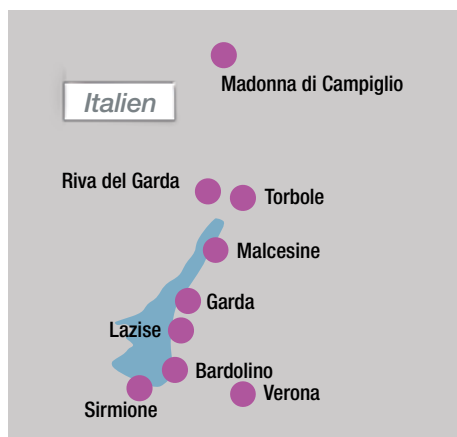 Madonna di Campiglio
Italien
Riva del Garda
Torbole
Malcesine
Garda
Lazise
Bardolino
Verona
Sirmione